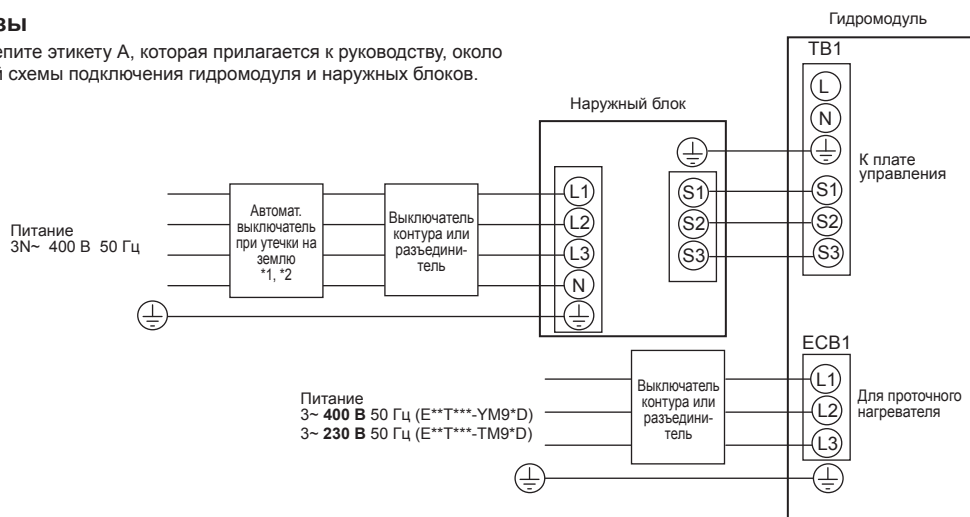 зы
епите этикету А, которая прилагается к руководству, около
й схемы подключения гидромодуля и наружных блоков.
Гидромодуль
TB1
L
N
К плате
управления
S1
S2
S3
Наружный блок
L1
L2
L3
N
S1
S2
S3
Автомат.
выключатель
при утечки на
землю
*1, *2
Выключатель
контура или
разъедини-
тель
Питание
3N~ 400 В 50 Гц
ECB1
L1
L2
L3
Для проточного
нагревателя
Выключатель
контура или
разъедини-
тель
Питание
3~ 400 В 50 Гц (E**T***-YM9*D)
3~ 230 В 50 Гц (E**T***-TM9*D)